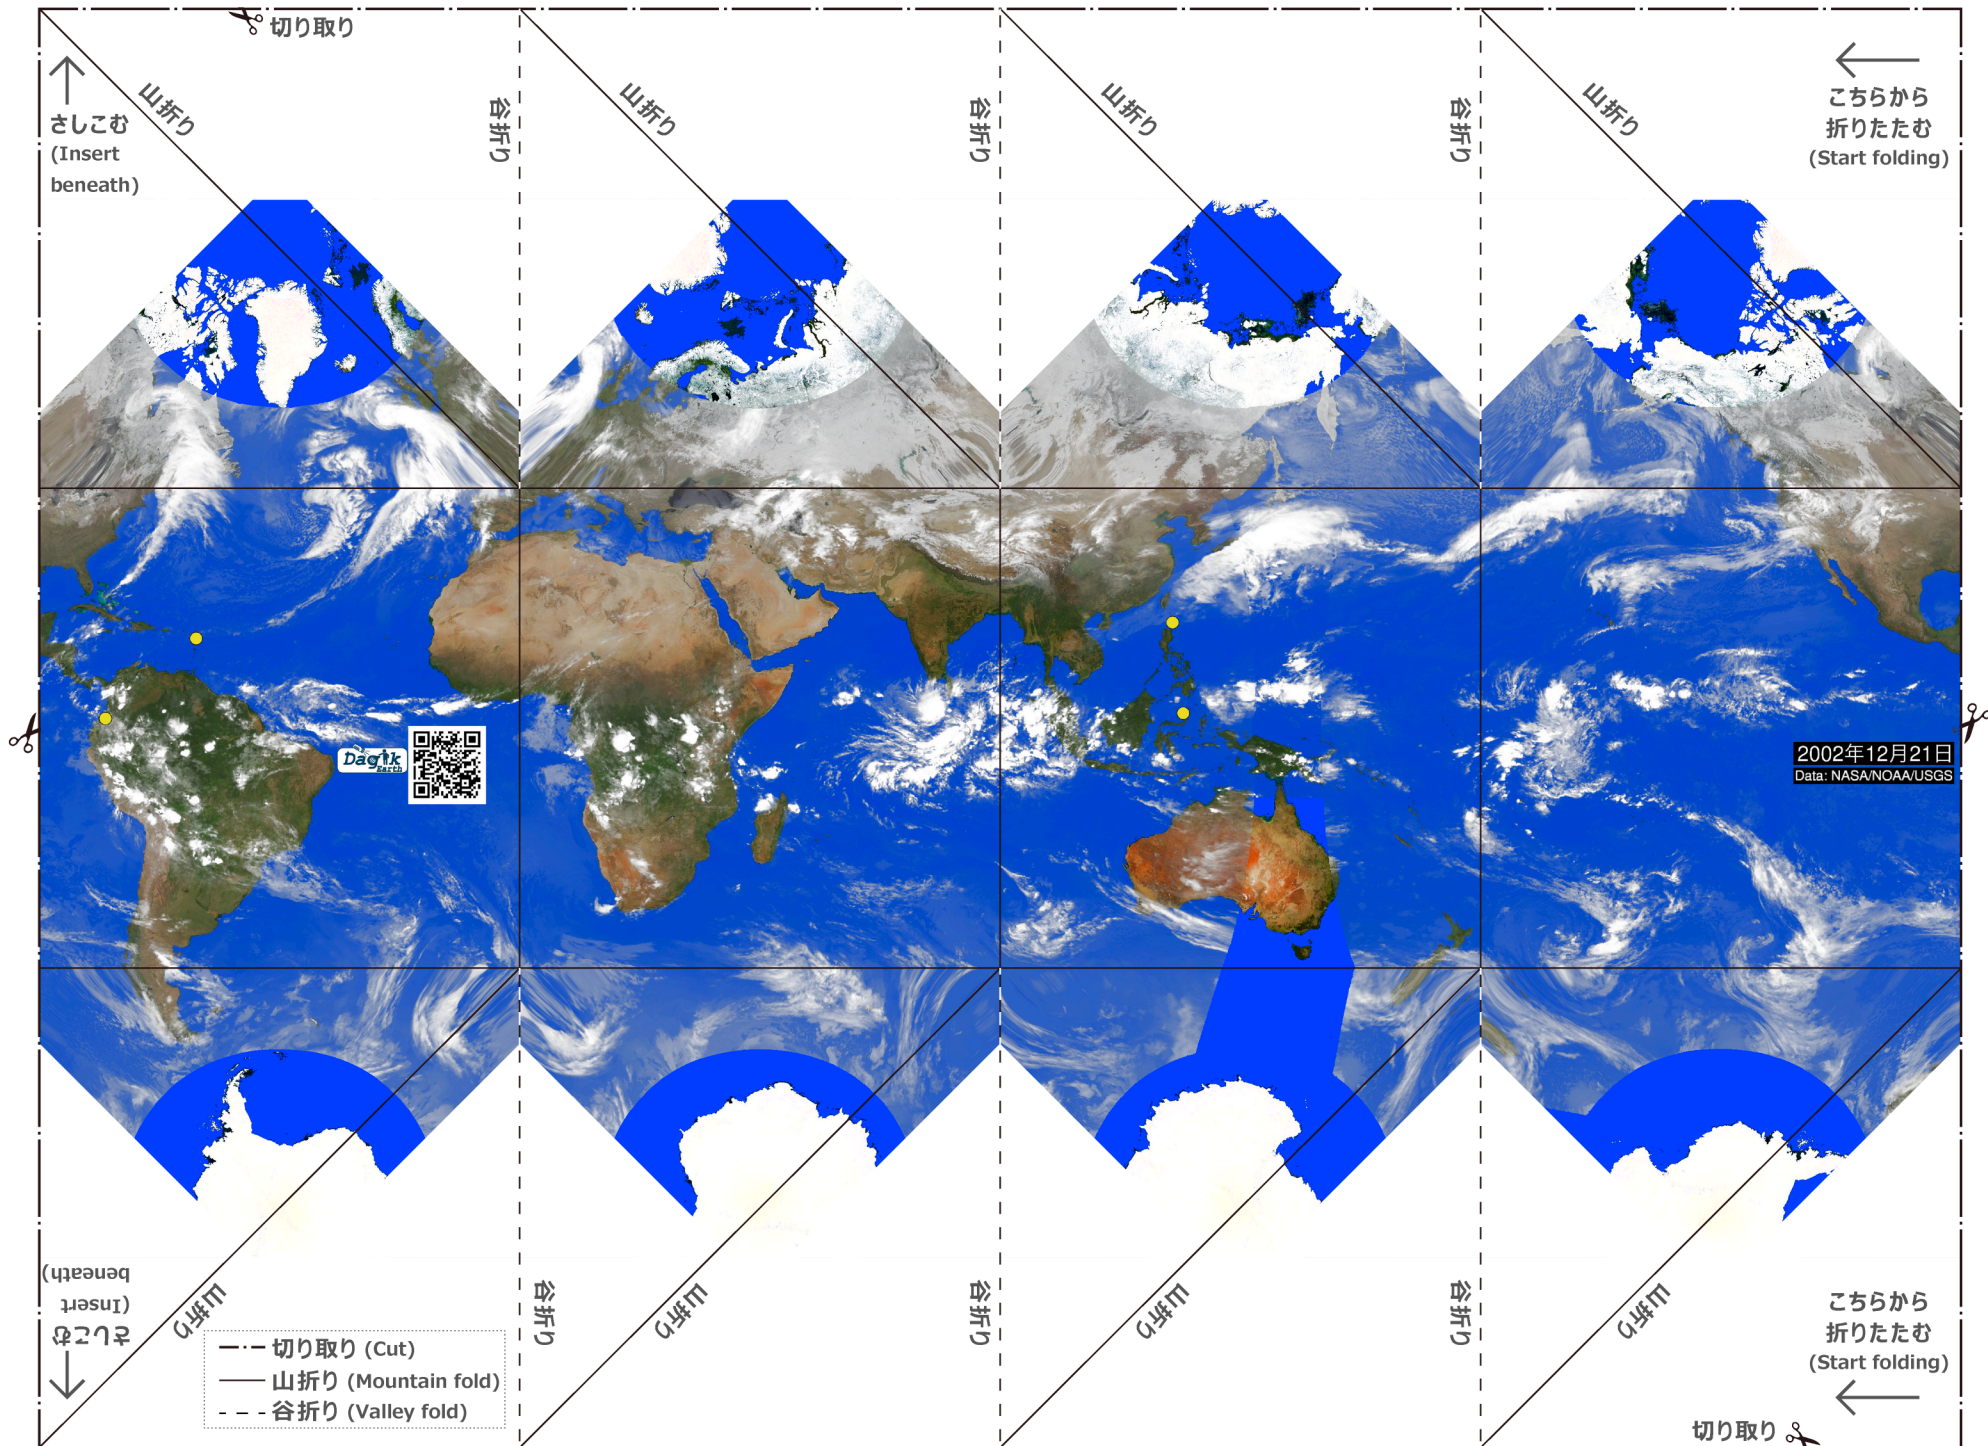 切り取り
さしこむ
(Insert
beneath)
山折り
谷折り
山折り
谷折り
山折り
谷折り
山折り
こちらから
折りたたむ
(Start folding)
Dagik
Earth
2002年12月21日
Data: NASA/NOAA/USGS
さしこむ
(Insert
beneath)
山折り
谷折り
山折り
谷折り
山折り
谷折り
山折り
こちらから
折りたたむ
(Start folding)
切り取り (Cut)
山折り (Mountain fold)
谷折り (Valley fold)
切り取り